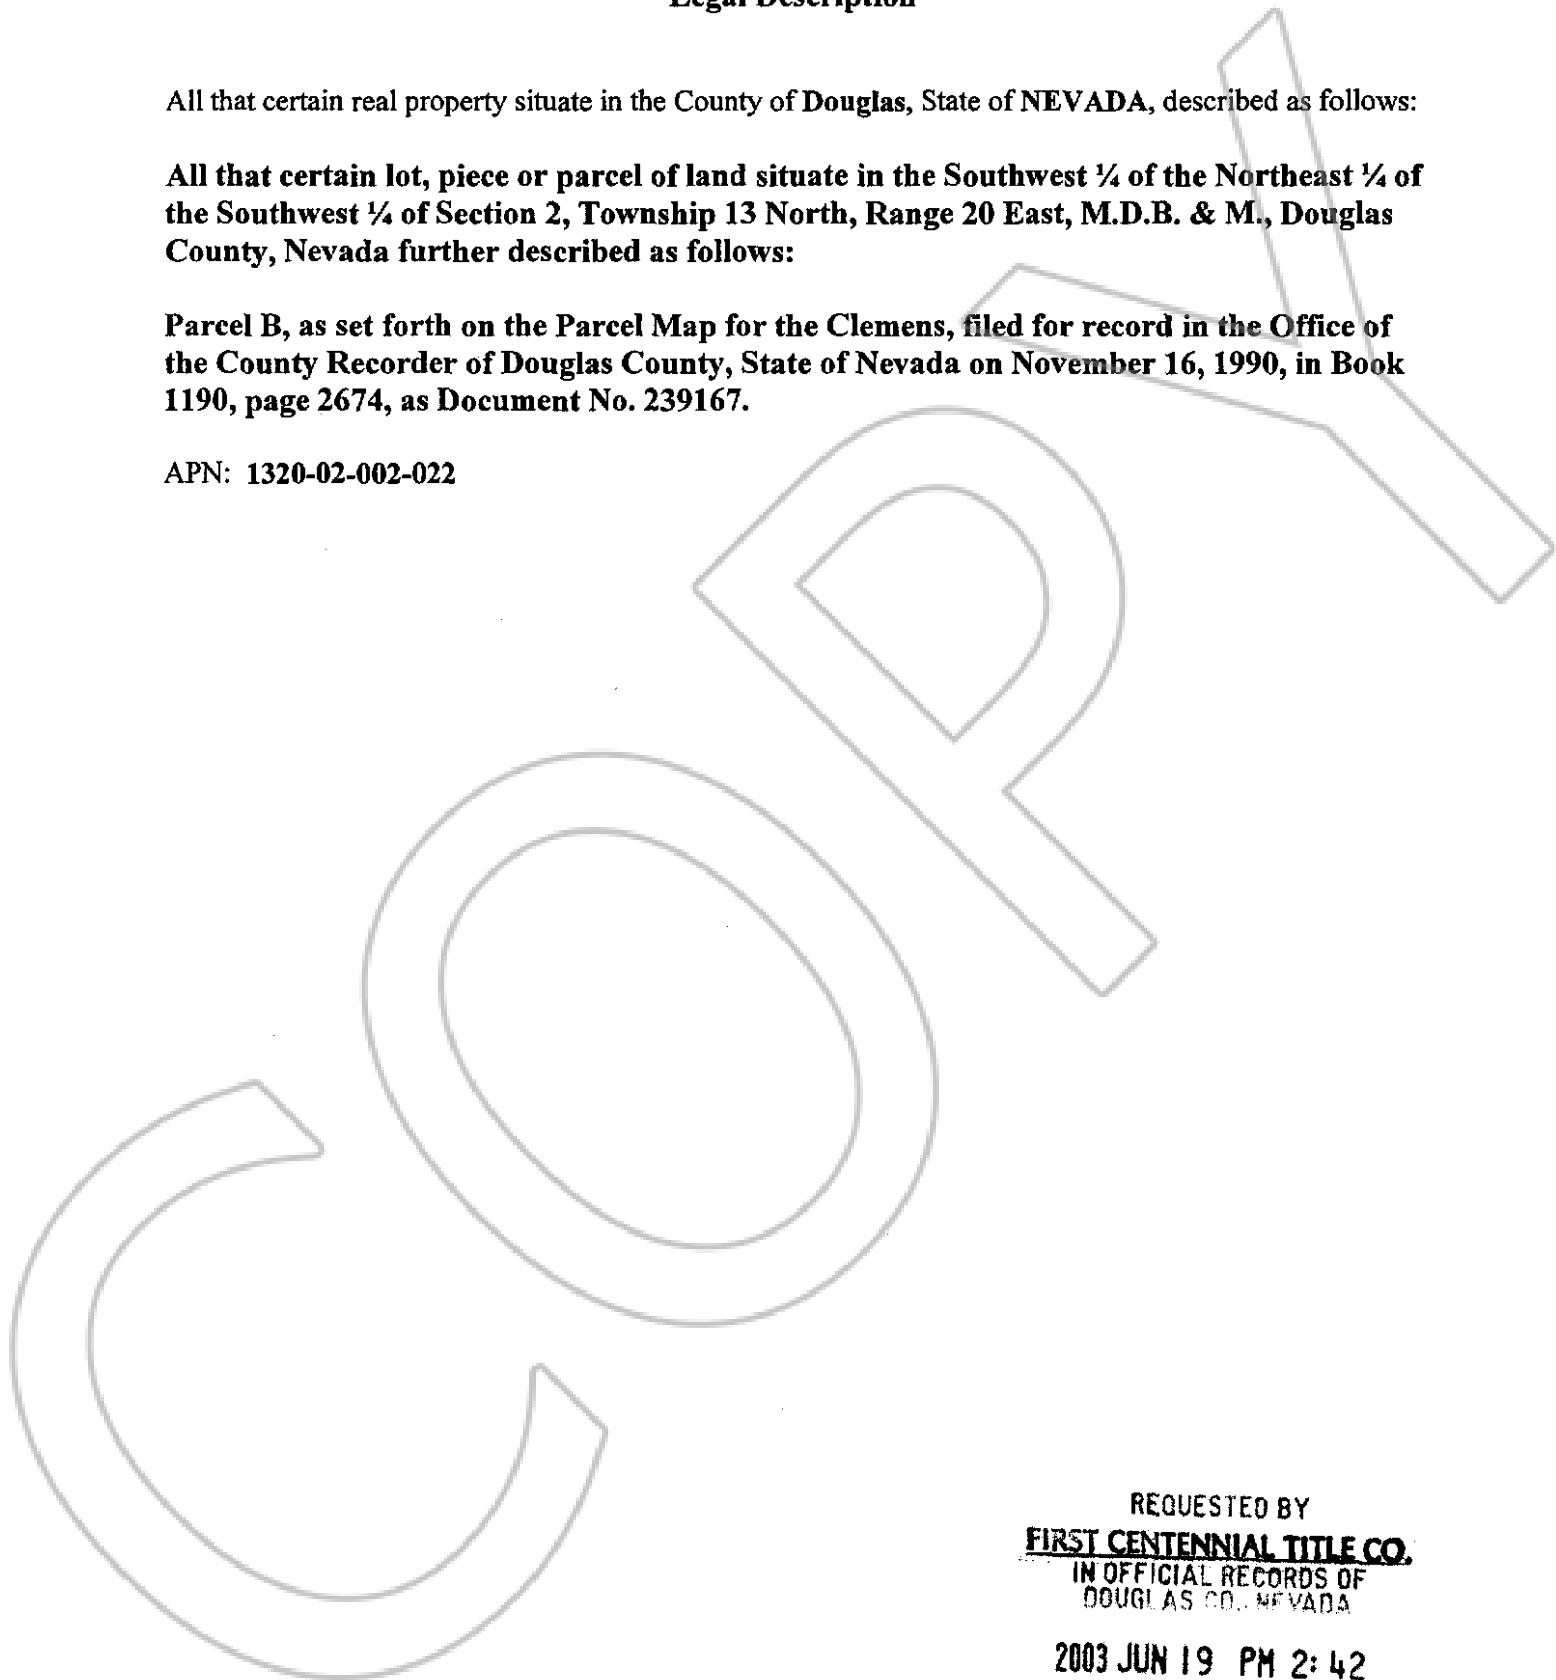 Legal Description
All that certain real property situate in the County of Douglas, State of NEVADA, described as follows:
All that certain lot, piece or parcel of land situate in the Southwest ¼ of the Northeast ¼ of
the Southwest ¼ of Section 2, Township 13 North, Range 20 East, M.D.B. & M., Douglas
County, Nevada further described as follows:
Parcel B, as set forth on the Parcel Map for the Clemens, filed for record in the Office of
the County Recorder of Douglas County, State of Nevada on November 16, 1990, in Book
1190, page 2674, as Document No. 239167.
APN: 1320-02-002-022
COPY
REQUESTED BY
FIRST CENTENNIAL TITLE CO.
IN OFFICIAL RECORDS OF
DOUGLAS CO., NEVADA
2003 JUN 19 PM 2:42